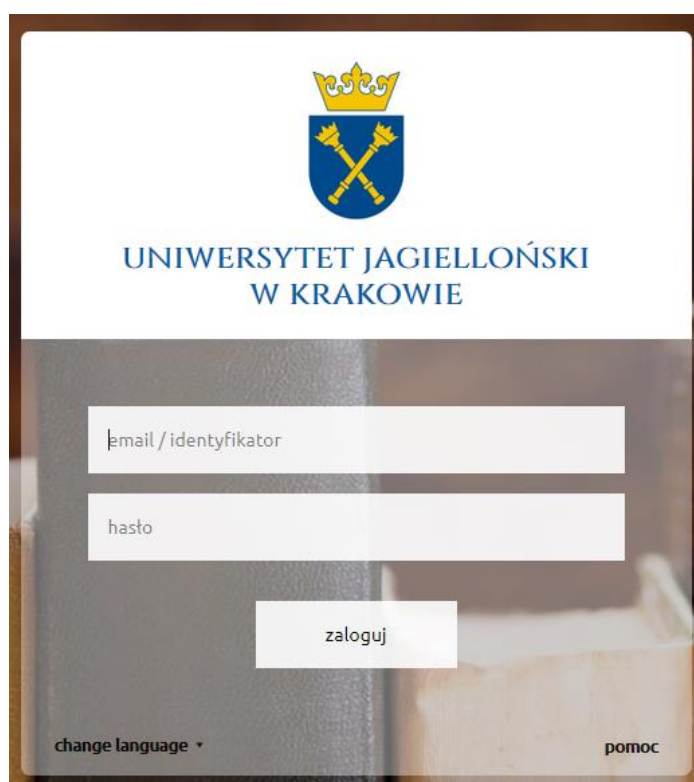 UNIWERSYTET JAGIELLOŃSKI
W KRAKOWIE
email / identyfikator
hasło
zaloguj
change language ▾
pomoc